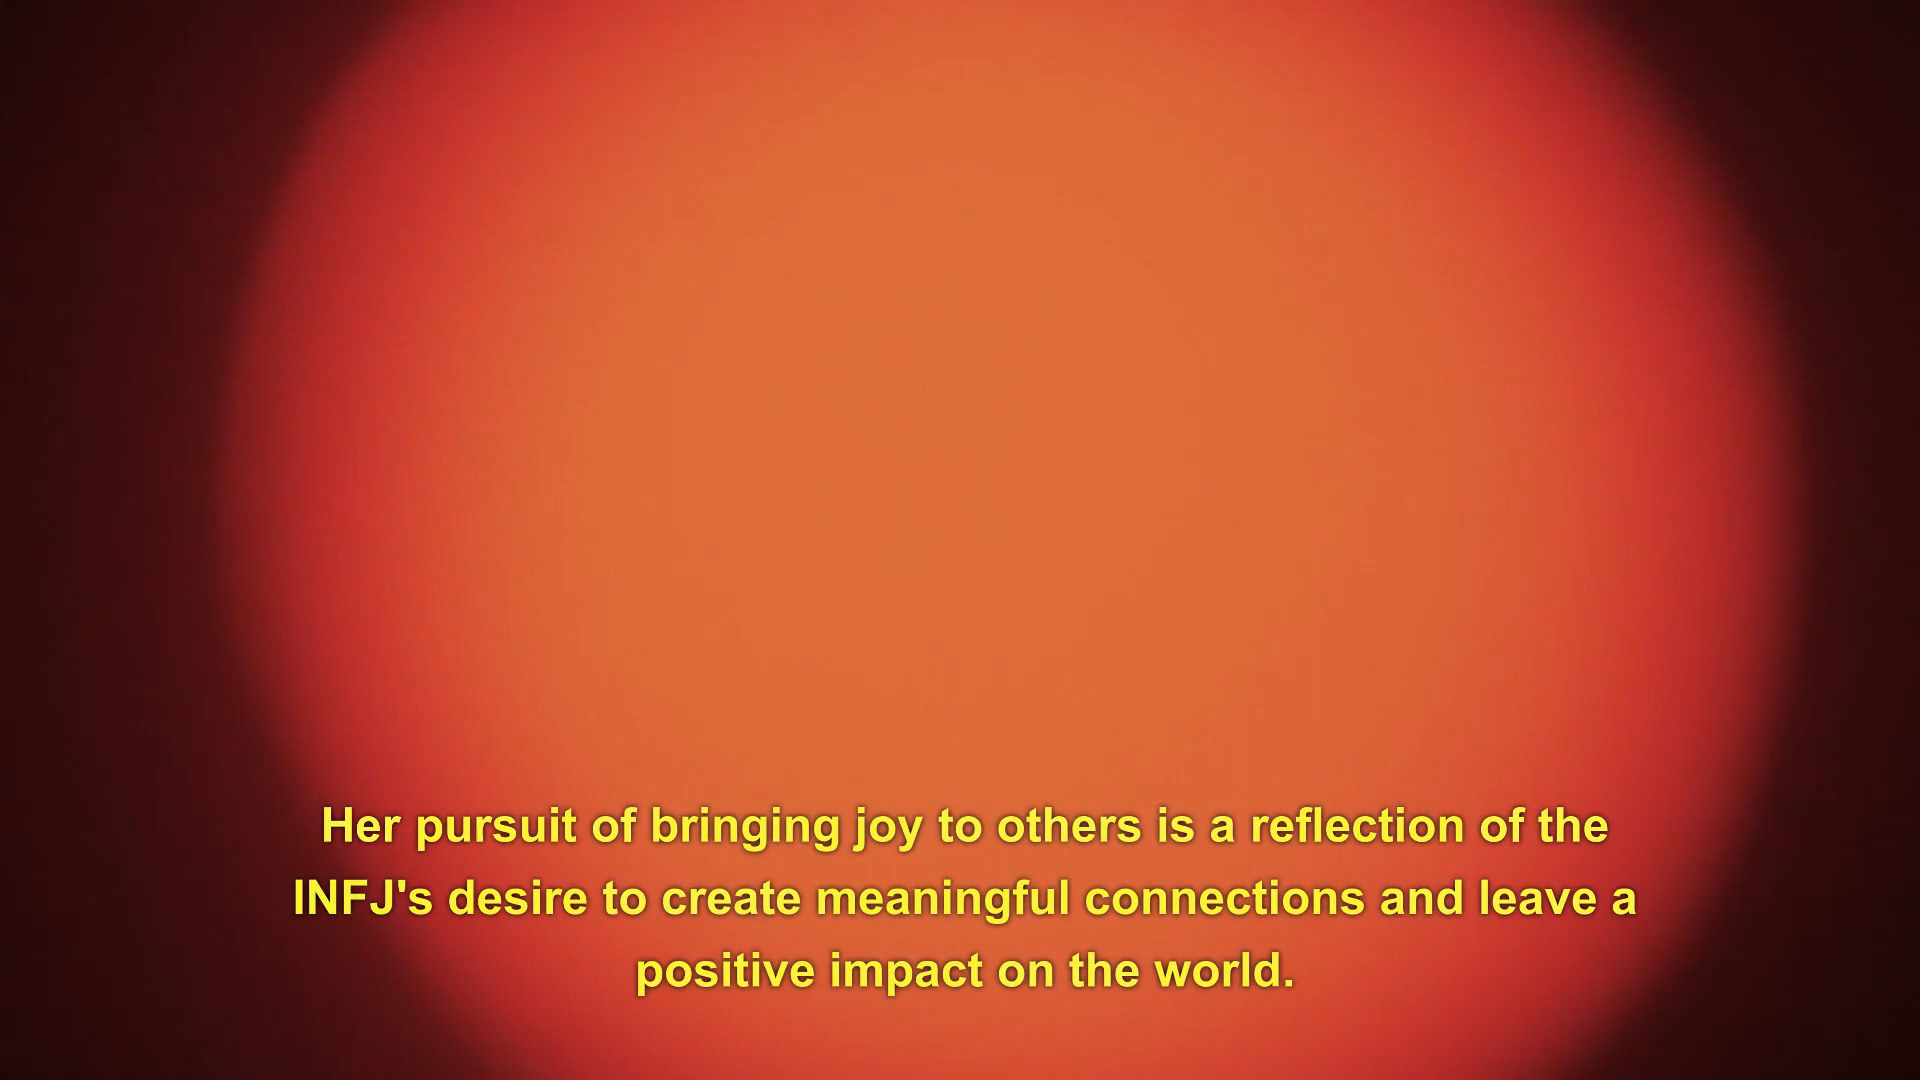 Her pursuit of bringing joy to others is a reflection of the
INFJ's desire to create meaningful connections and leave a
positive impact on the world.